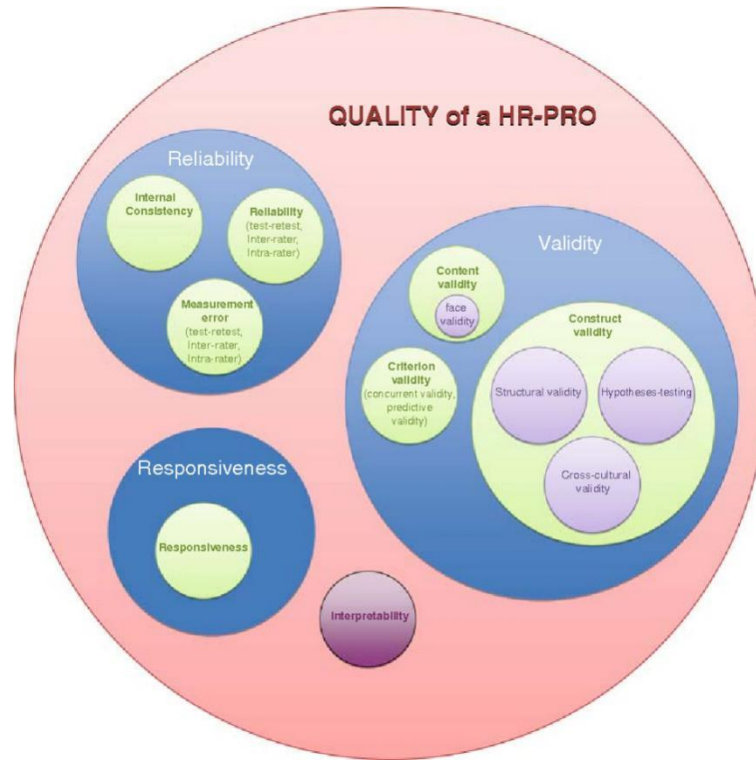 QUALITY of a HR-PRO
Reliability
Internal
Consistency
Reliability
(test-retest,
Inter-rater,
Intra-rater)
Measurement
error
(test-retest,
Inter-rater,
Intra-rater)
Validity
Content
validity
face
validity
Criterion
validity
(concurrent validity,
predictive
validity)
Construct
validity
Structural validity
Hypotheses-testing
Cross-cultural
validity
Responsiveness
Responsiveness
Interpretability